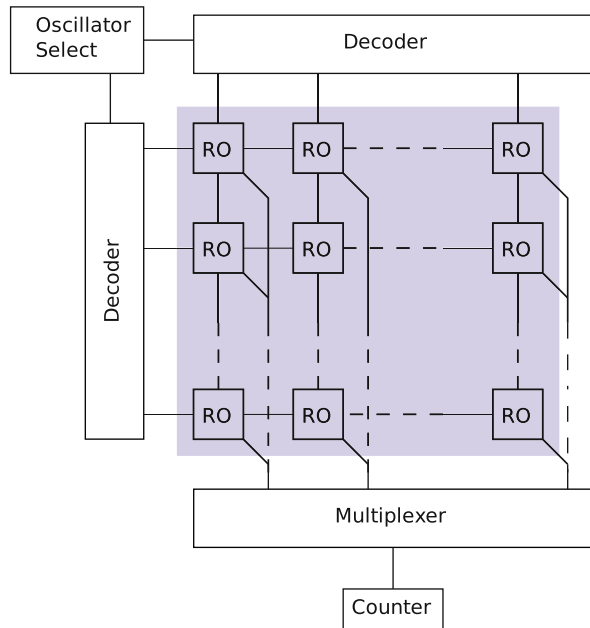 Oscillator
Select
Decoder
RO RO RO
Decoder
RO RO RO
RO RO RO
Multiplexer
Counter